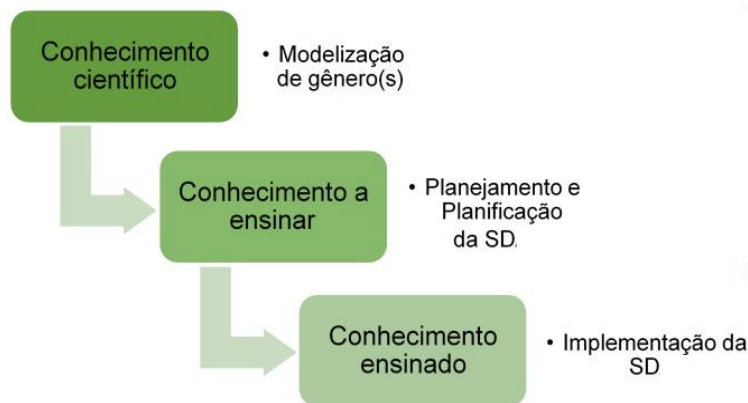 Conhecimento
científico
• Modelização
de gênero(s)
Conhecimento a
ensinar
• Planejamento e
Planificação
da SD.
Conhecimento
ensinado
• Implementação da
SD